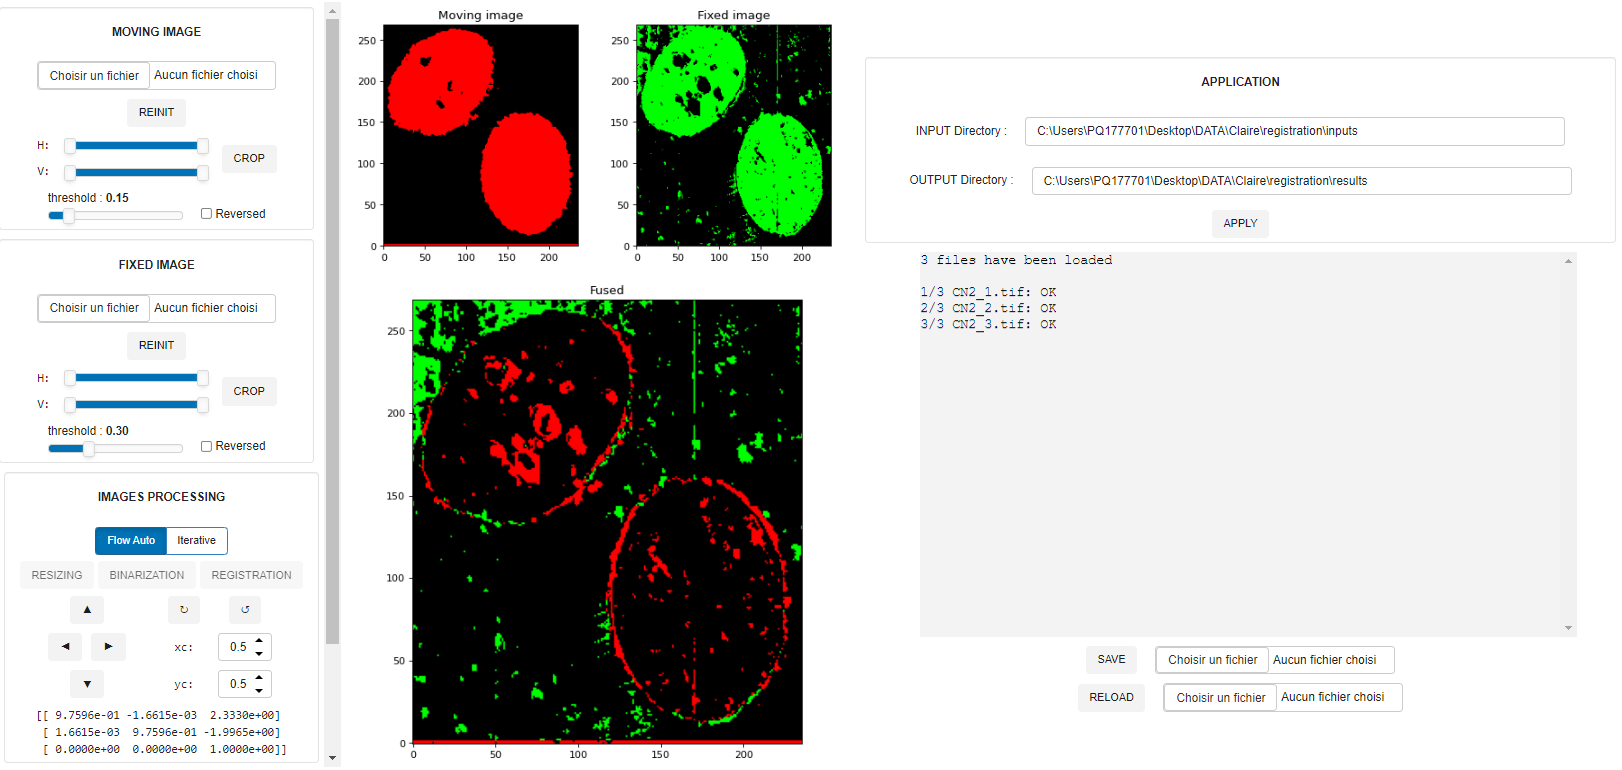 MOVING IMAGE
Choisir un fichier Aucun fichier choisi
REINIT
H:
V:
CROP
threshold : 0.15
Reversed
FIXED IMAGE
Choisir un fichier Aucun fichier choisi
REINIT
H:
V:
CROP
threshold : 0.30
Reversed
IMAGES PROCESSING
Flow Auto Iterative
RESIZING BINARIZATION REGISTRATION
▲ ↻ ↺
◄ ► xc: 0.5
▼ yc: 0.5
[[ 9.7596e-01 -1.6615e-03 2.3330e+00]
[ 1.6615e-03 9.7596e-01 -1.9965e+00]
[ 0.0000e+00 0.0000e+00 1.0000e+00]]
Moving image
250
200
150
100
50
0
0 50 100 150 200
Fixed image
250
200
150
100
50
0
0 50 100 150 200
Fused
250
200
150
100
50
0
0 50 100 150 200
APPLICATION
INPUT Directory : C:\Users\PQ177701\Desktop\DATA\Claire\registration\inputs
OUTPUT Directory : C:\Users\PQ177701\Desktop\DATA\Claire\registration\results
APPLY
3 files have been loaded
1/3 CN2_1.tif: OK
2/3 CN2_2.tif: OK
3/3 CN2_3.tif: OK
SAVE Choisir un fichier Aucun fichier choisi
RELOAD Choisir un fichier Aucun fichier choisi